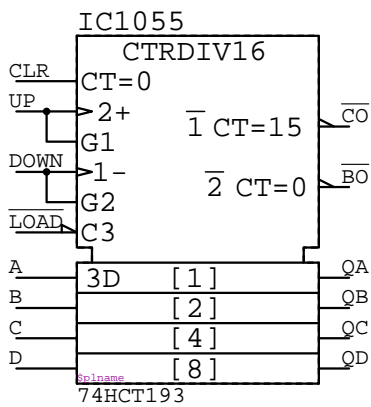 IC1055
CTRDIV16
CLR CT=0
UP 2+
G1
1 CT=15 CO
DOWN 1-
G2
2 CT=0 BO
LOAD C3
A 3D [1] QA
B [2] QB
C [4] QC
D [8] QD
$plname
74HCT193